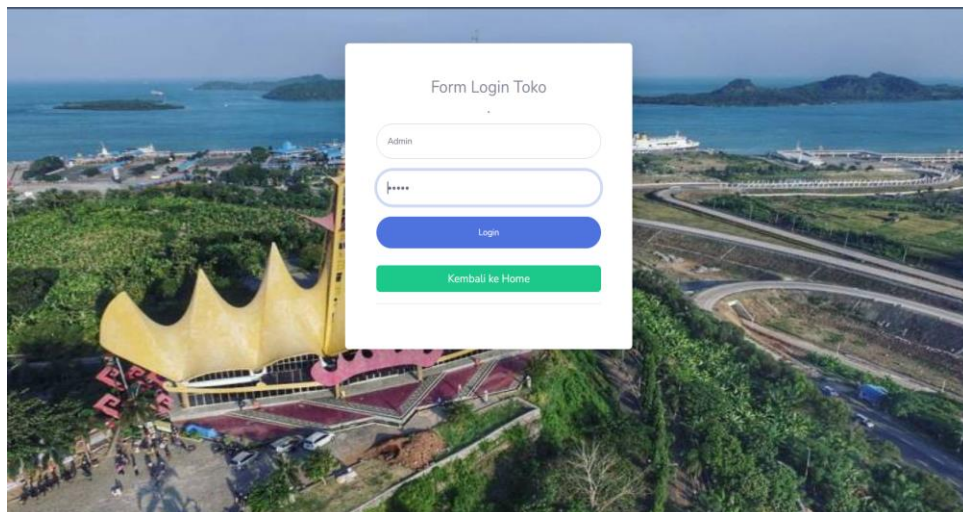 Form Login Toko
-
Admin
•••••
Login
Kembali ke Home